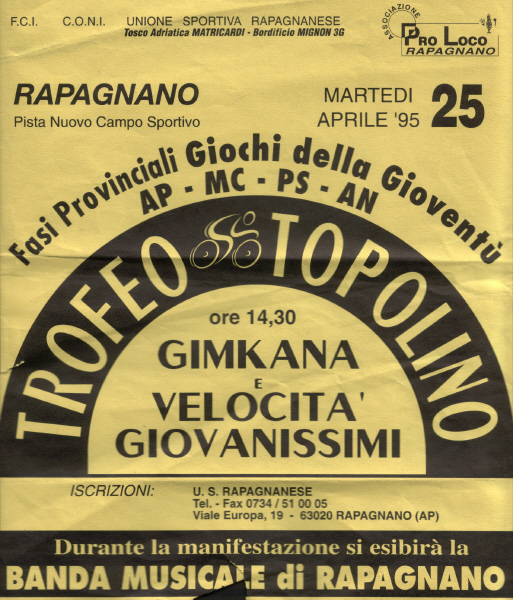 F.C.I. C.O.N.I. UNIONE SPORTIVA RAPAGNANESE
Tosco Adriatica MATRICARDI - Bordificio MIGNON 3G
ASSOCIAZIONE
PRO LOCO
RAPAGNANO
RAPAGNANO
Pista Nuovo Campo Sportivo
MARTEDI 25
APRILE '95
Fasi Provinciali Giochi della Gioventù
AP - MC - PS - AN
TROFEO TOPOLINO
ore 14,30
GIMKANA
E
VELOCITA'
GIOVANISSIMI
ISCRIZIONI: U. S. RAPAGNANESE
Tel. - Fax 0734 / 51 00 05
Viale Europa, 19 - 63020 RAPAGNANO (AP)
Durante la manifestazione si esibirà la
BANDA MUSICALE di RAPAGNANO